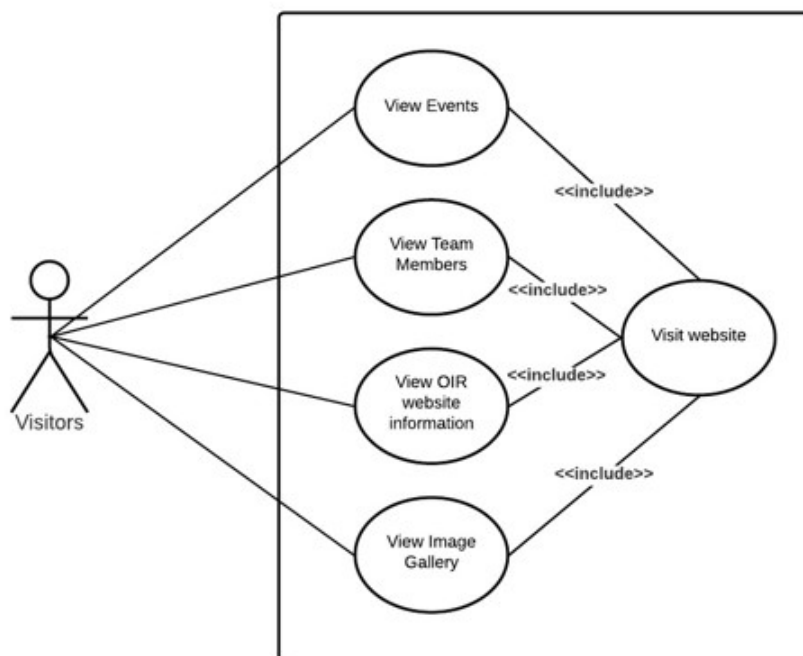 View Events
<<include>>
View Team
Members
<<include>>
Visit website
<<include>>
View OIR
website
information
Visitors
<<include>>
View Image
Gallery